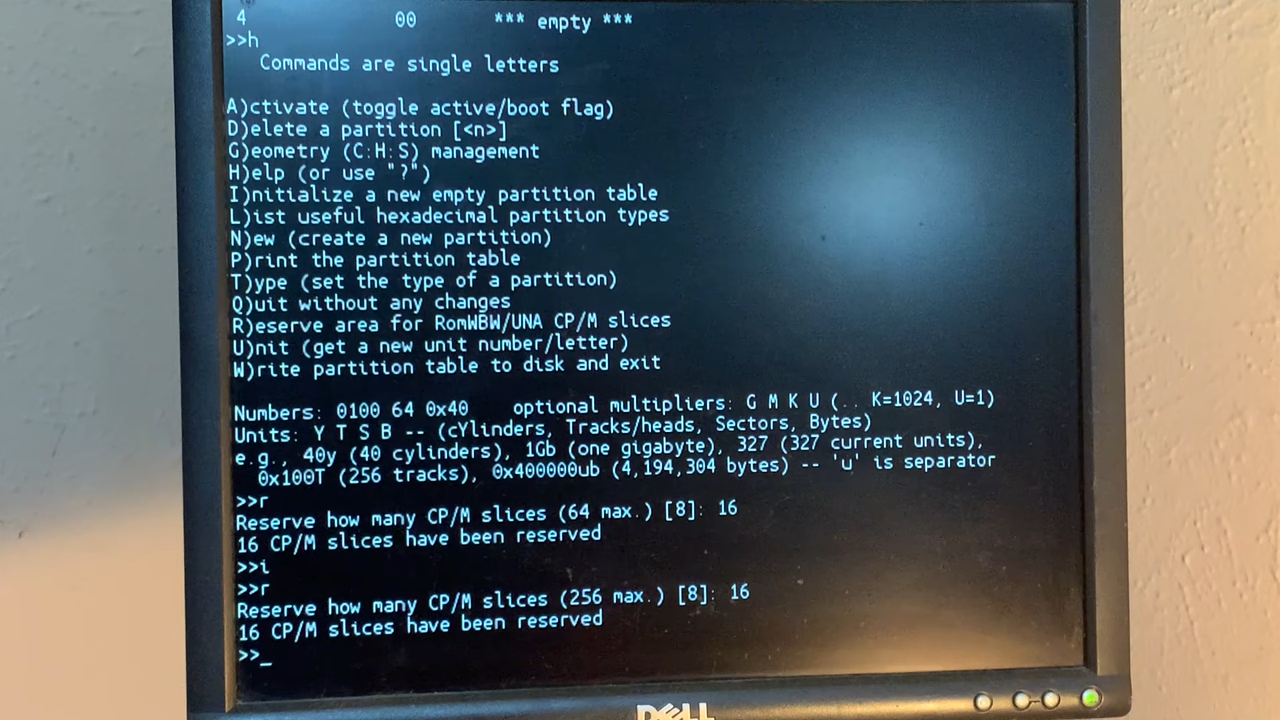 4 00 *** empty ***
>>h
Commands are single letters
A)ctivate (toggle active/boot flag)
D)elete a partition [<n>]
G)eometry (C:H:S) management
H)elp (or use "?")
I)nitialize a new empty partition table
L)ist useful hexadecimal partition types
N)ew (create a new partition)
P)rint the partition table
T)ype (set the type of a partition)
Q)uit without any changes
R)eserve area for RomWBW/UNA CP/M slices
U)nit (get a new unit number/letter)
W)rite partition table to disk and exit
Numbers: 0100 64 0x40 optional multipliers: G M K U (.. K=1024, U=1)
Units: Y T S B -- (cYlinders, Tracks/heads, Sectors, Bytes)
e.g., 40y (40 cylinders), 1Gb (one gigabyte), 327 (327 current units),
0x100T (256 tracks), 0x400000ub (4,194,304 bytes) -- 'u' is separator
>>r
Reserve how many CP/M slices (64 max.) [8]: 16
16 CP/M slices have been reserved
>>i
>>r
Reserve how many CP/M slices (256 max.) [8]: 16
16 CP/M slices have been reserved
>>_
DELL